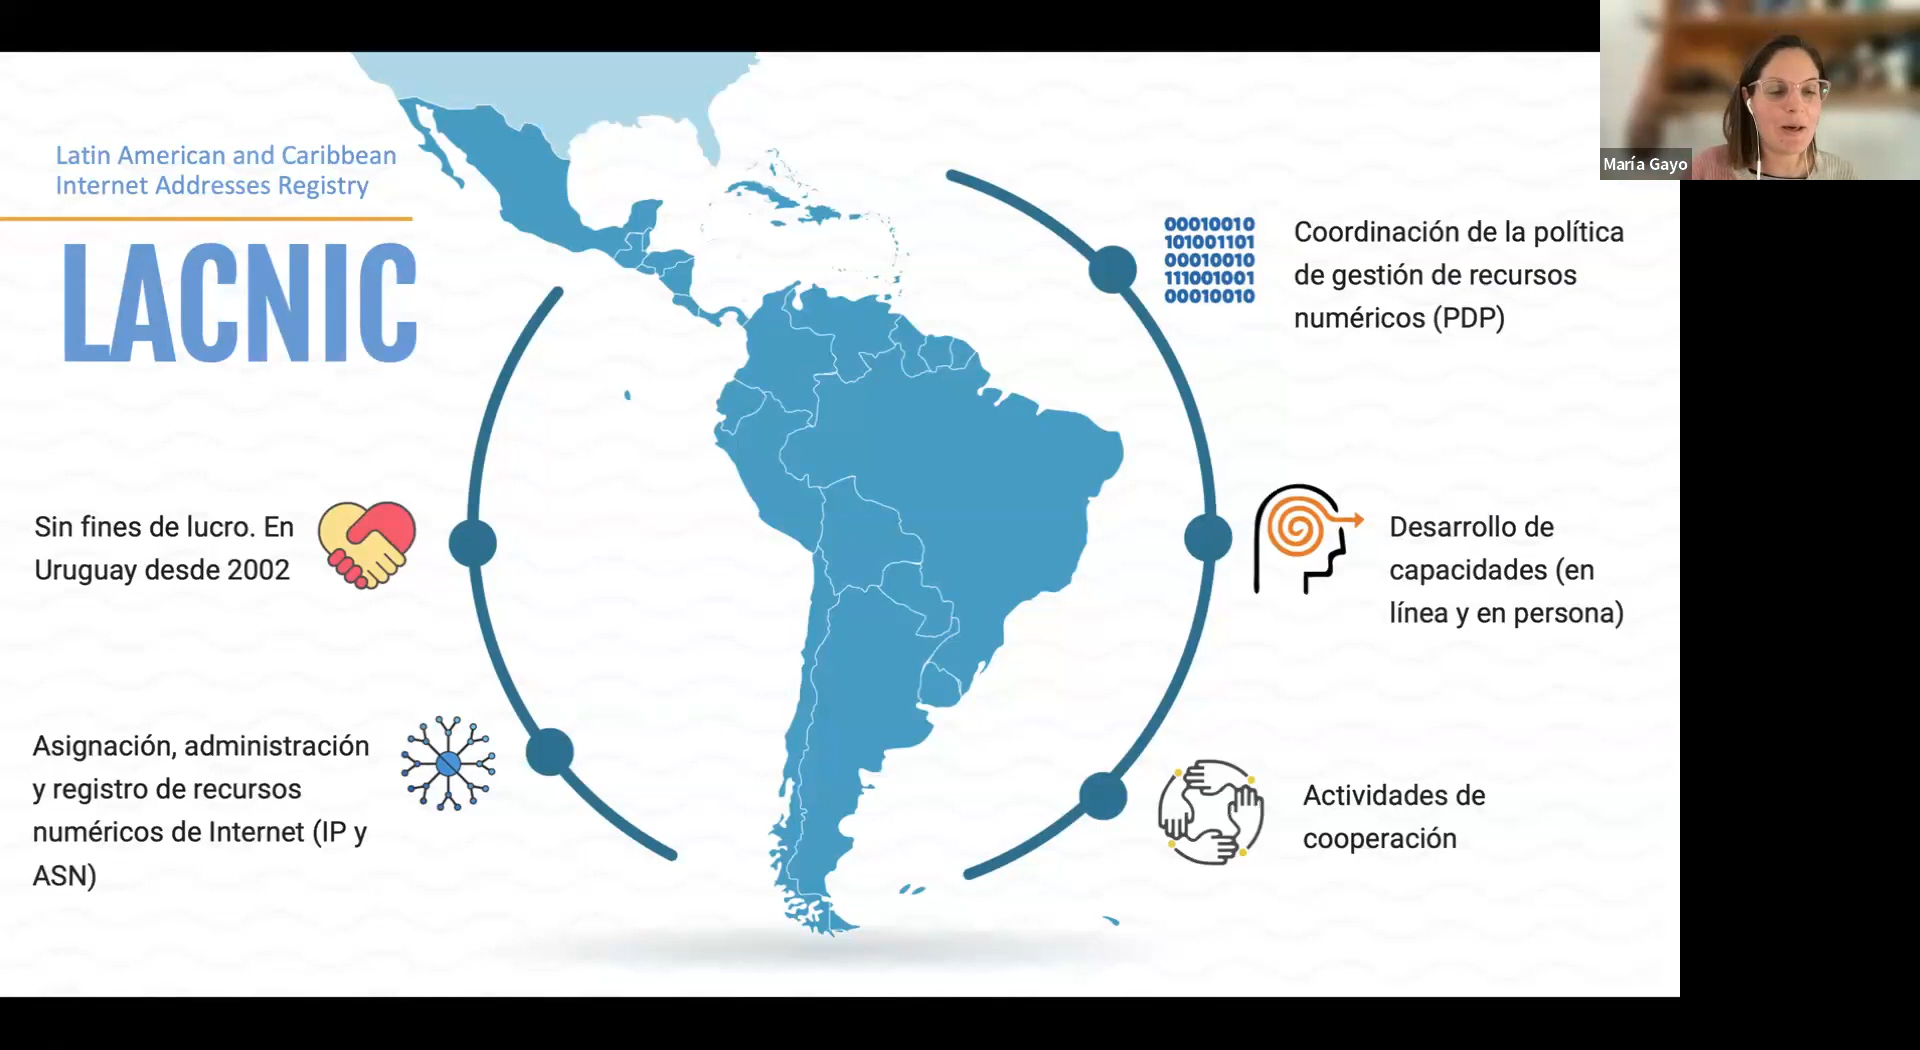 Latin American and Caribbean
Internet Addresses Registry
LACNIC
Sin fines de lucro. En
Uruguay desde 2002
Asignación, administración
y registro de recursos
numéricos de Internet (IP y
ASN)
00010010
101001101
00010010
111001001
00010010
Coordinación de la política
de gestión de recursos
numéricos (PDP)
Desarrollo de
capacidades (en
línea y en persona)
Actividades de
cooperación
María Gayo